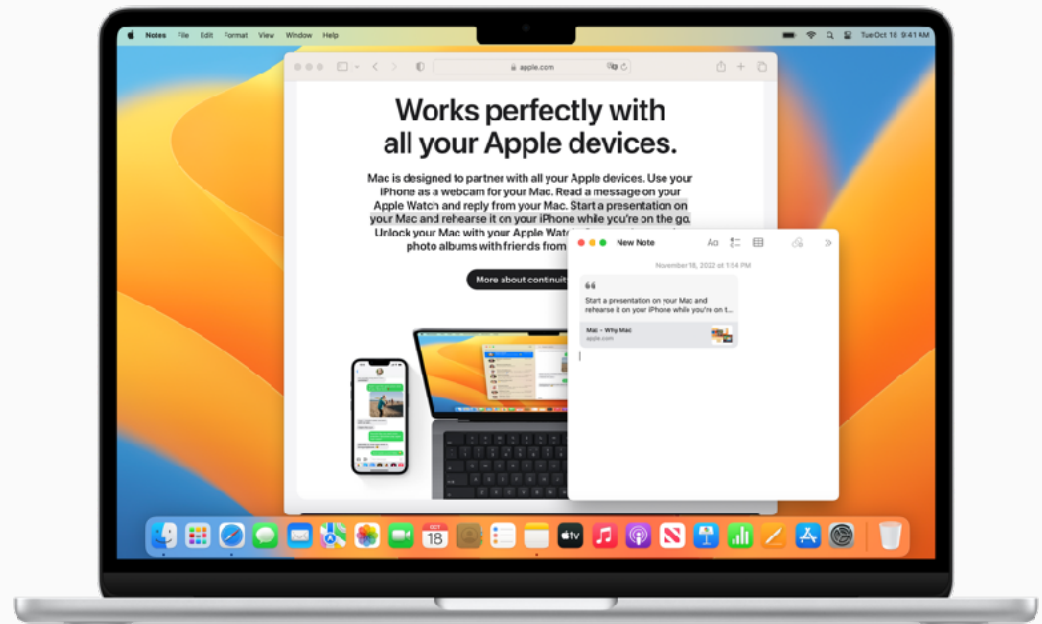 Notes File Edit Format View Window Help
Tue Oct 18 9:41 AM
apple.com
Works perfectly with
all your Apple devices.
Mac is designed to partner with all your Apple devices. Use your
iPhone as a webcam for your Mac. Read a message on your
Apple Watch and reply from your Mac. Start a presentation on
your Mac and rehearse it on your iPhone while you're on the go.
Unlock your Mac with your Apple Watch
photo albums with friends from
More about continuit
New Note
Aa
November 16, 2022 at 1:14 PM
Start a presentation on your Mac and
rehearse it on your iPhone while you're on t...
Mac - Why Mac
apple.com
OCT
18
tv